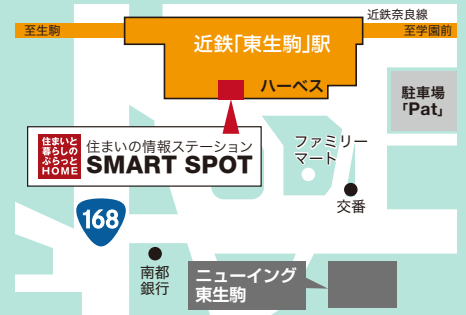 近鉄奈良線
至生駒
至学園前
近鉄「東生駒」駅
ハーベス
駐車場
「Pat」
住まいと
暮らしの
ぷらっと
HOME
住まいの情報ステーション
SMART SPOT
ファミリー
マート
交番
168
南都
銀行
ニューイング
東生駒